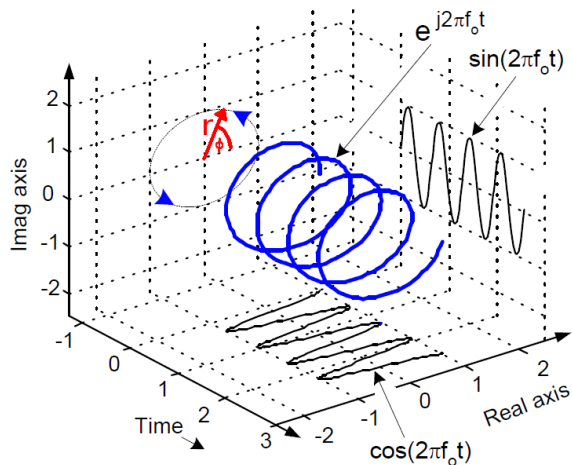 e^{j2πf_o t}
sin(2πf_o t)
2
1
0
-1
-2
Imag axis
r
ϕ
-1
0
1
2
3
Time
-2
-1
0
1
2
Real axis
cos(2πf_o t)